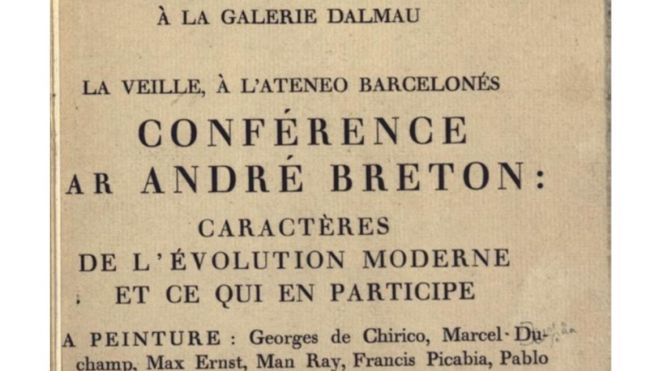 À LA GALERIE DALMAU
LA VEILLE, À L'ATENEO BARCELONÉS
CONFÉRENCE
AR ANDRÉ BRETON :
CARACTÈRES
DE L'ÉVOLUTION MODERNE
ET CE QUI EN PARTICIPE
A PEINTURE : Georges de Chirico, Marcel Du-
champ, Max Ernst, Man Ray, Francis Picabia, Pablo